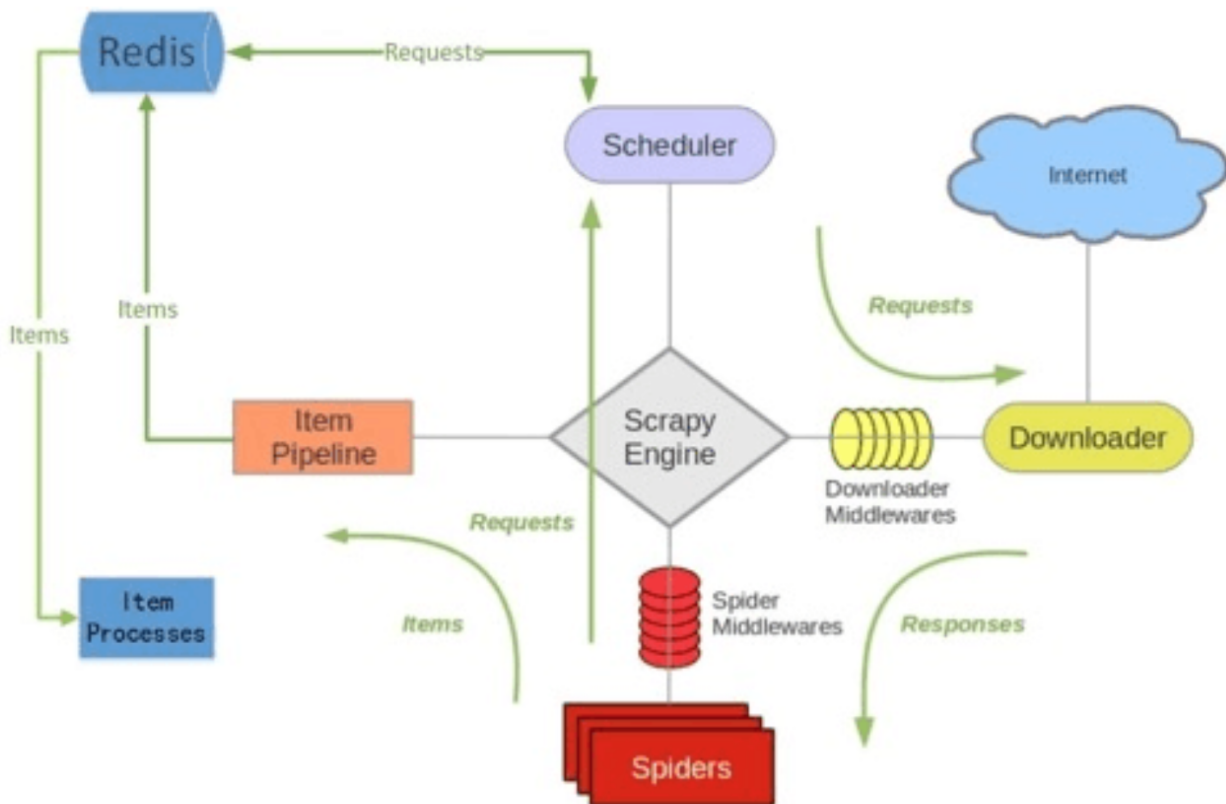 Redis
Requests
Scheduler
Internet
Requests
Items
Items
Item
Pipeline
Scrapy
Engine
Downloader
Downloader
Middlewares
Requests
Item
Processes
Items
Spider
Middlewares
Responses
Spiders